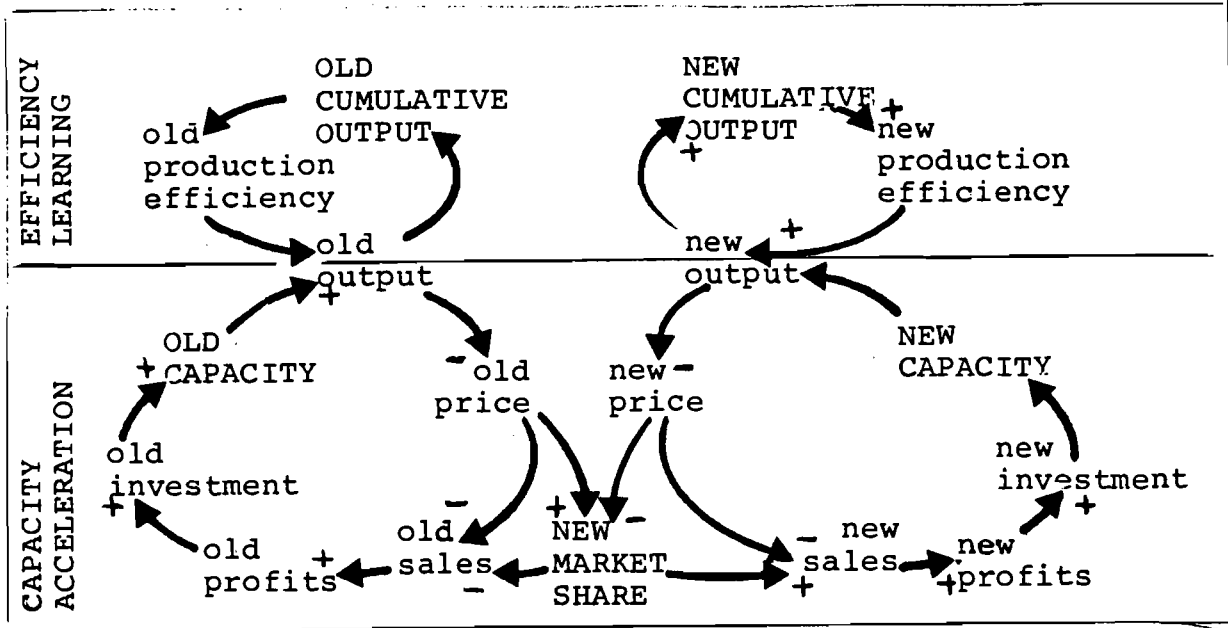 EFFICIENCY
LEARNING
OLD
CUMULATIVE
OUTPUT
old
production
efficiency
old
output
+
NEW
CUMULATIVE
OUTPUT
+
+
new
production
efficiency
+
new
output
CAPACITY
ACCELERATION
OLD
CAPACITY
+
old
investment
+
old
profits
+
- old
price
-
old
sales
-
new -
price
+
-
NEW
MARKET
SHARE
- new
sales
+
new
profits
+
new
investment
+
NEW
CAPACITY